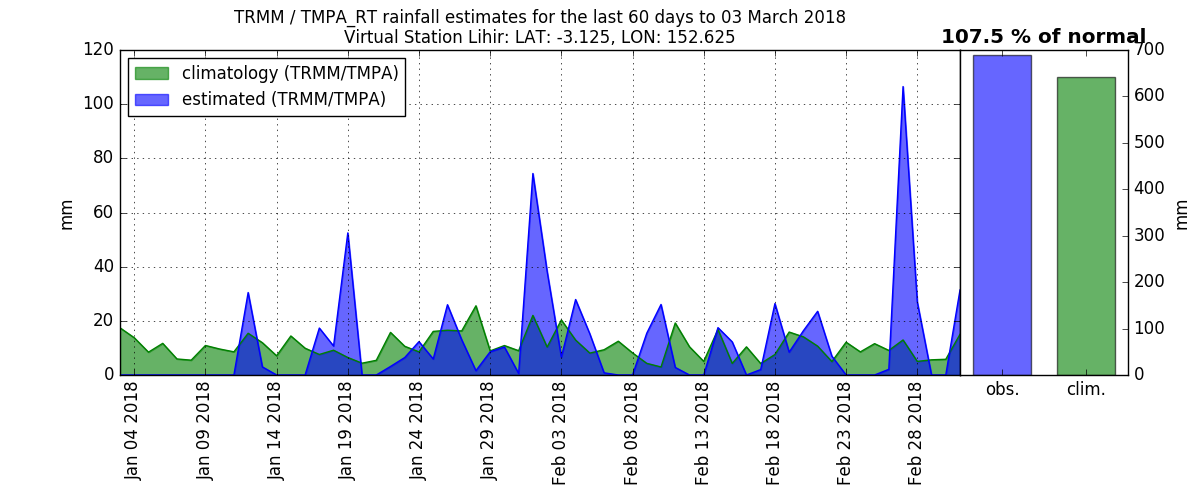 TRMM / TMPA_RT rainfall estimates for the last 60 days to 03 March 2018
Virtual Station Lihir: LAT: -3.125, LON: 152.625
107.5 % of normal
climatology (TRMM/TMPA)
estimated (TRMM/TMPA)
mm
120
100
80
60
40
20
0
Jan 04 2018
Jan 09 2018
Jan 14 2018
Jan 19 2018
Jan 24 2018
Jan 29 2018
Feb 03 2018
Feb 08 2018
Feb 13 2018
Feb 18 2018
Feb 23 2018
Feb 28 2018
obs.
clim.
700
600
500
400
300
200
100
0
mm